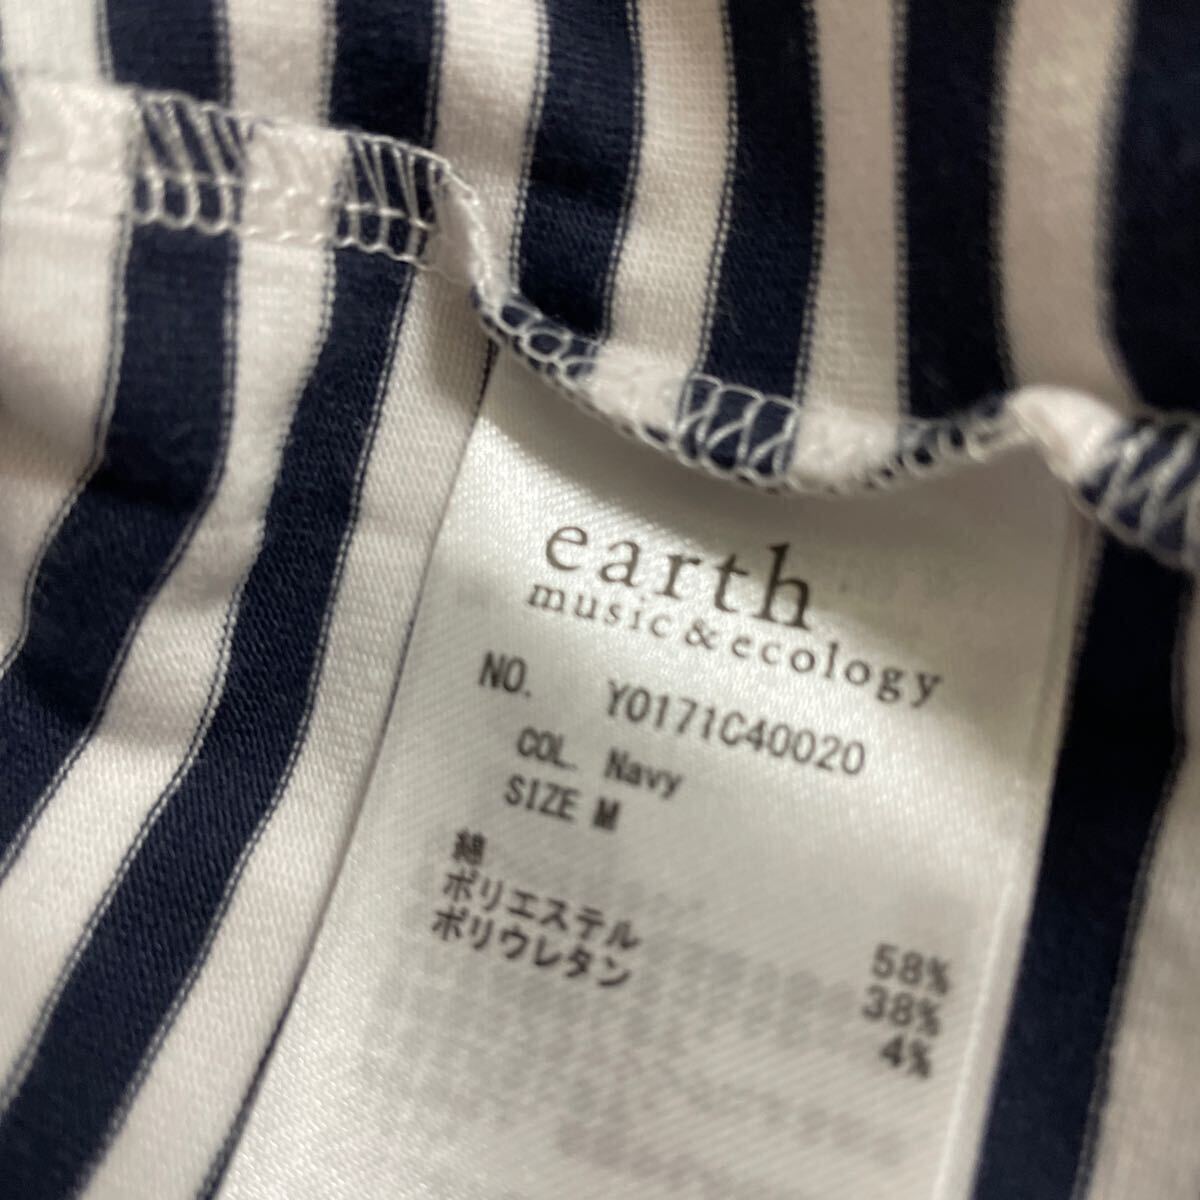 earth
music & ecology
NO. Y0171C40020
COL. Navy
SIZE M
綿 58%
ポリエステル 38%
ポリウレタン 4%